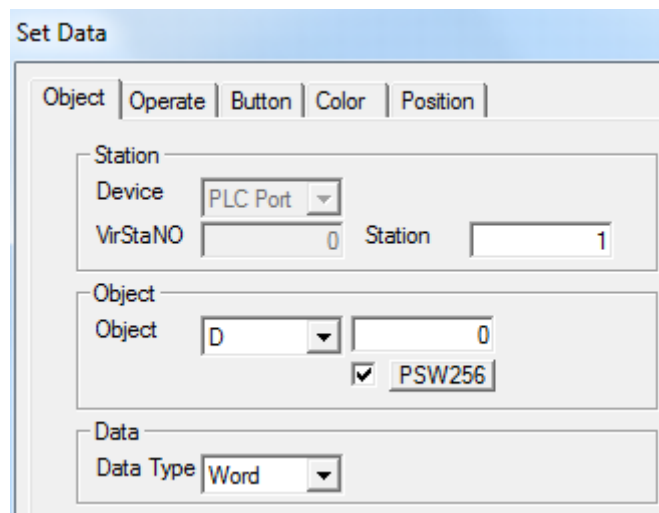 Set Data
Object Operate Button Color Position
Station
Device PLC Port
VirStaNO 0 Station 1
Object
Object D 0
PSW256
Data
Data Type Word